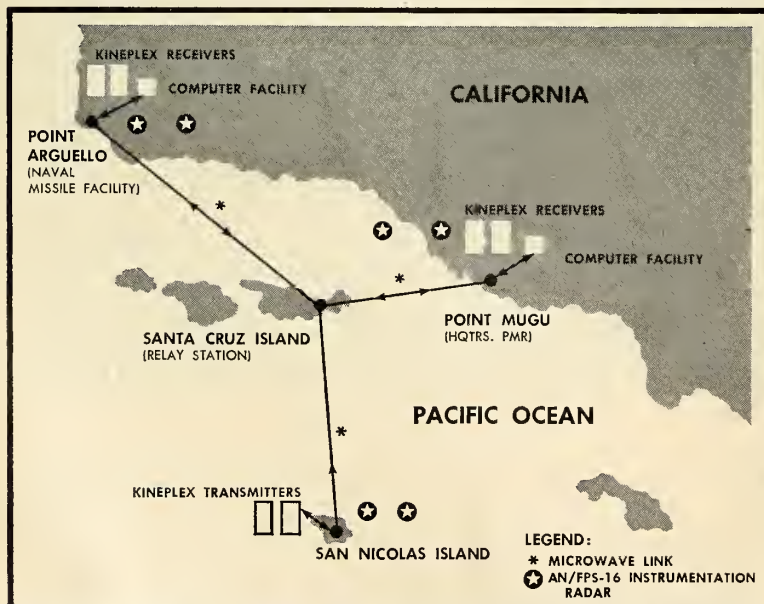 KINEPLEX RECEIVERS
COMPUTER FACILITY
CALIFORNIA
POINT
ARGUELLO
(NAVAL
MISSILE FACILITY)
*
KINEPLEX RECEIVERS
COMPUTER FACILITY
*
SANTA CRUZ ISLAND
(RELAY STATION)
POINT MUGU
(HQTRS. PMR)
PACIFIC OCEAN
*
KINEPLEX TRANSMITTERS
SAN NICOLAS ISLAND
LEGEND:
* MICROWAVE LINK
AN/FPS-16 INSTRUMENTATION
RADAR